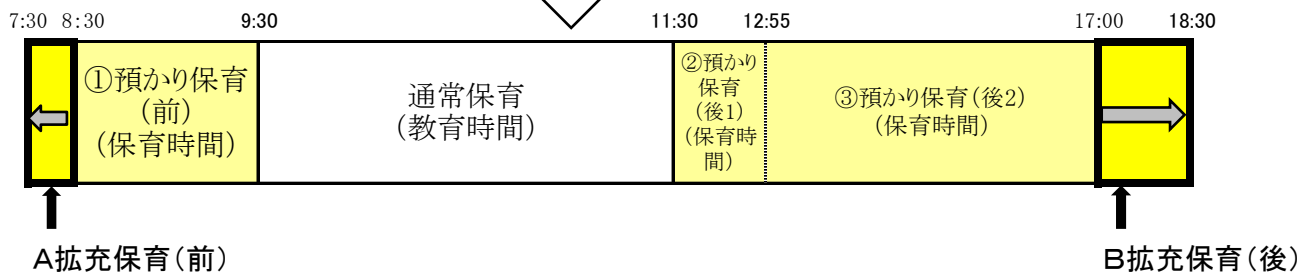 7:30 8:30 9:30 11:30 12:55 17:00 18:30
①預かり保育
(前)
(保育時間)
通常保育
(教育時間)
②預かり
保育
(後1)
(保育時
間)
③預かり保育(後2)
(保育時間)
A拡充保育(前)
B拡充保育(後)